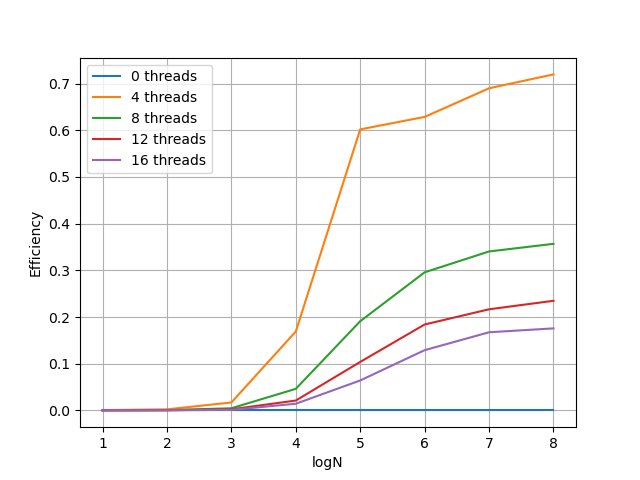 0 threads
4 threads
8 threads
12 threads
16 threads
Efficiency
0.7
0.6
0.5
0.4
0.3
0.2
0.1
0.0
1 2 3 4 5 6 7 8
logN